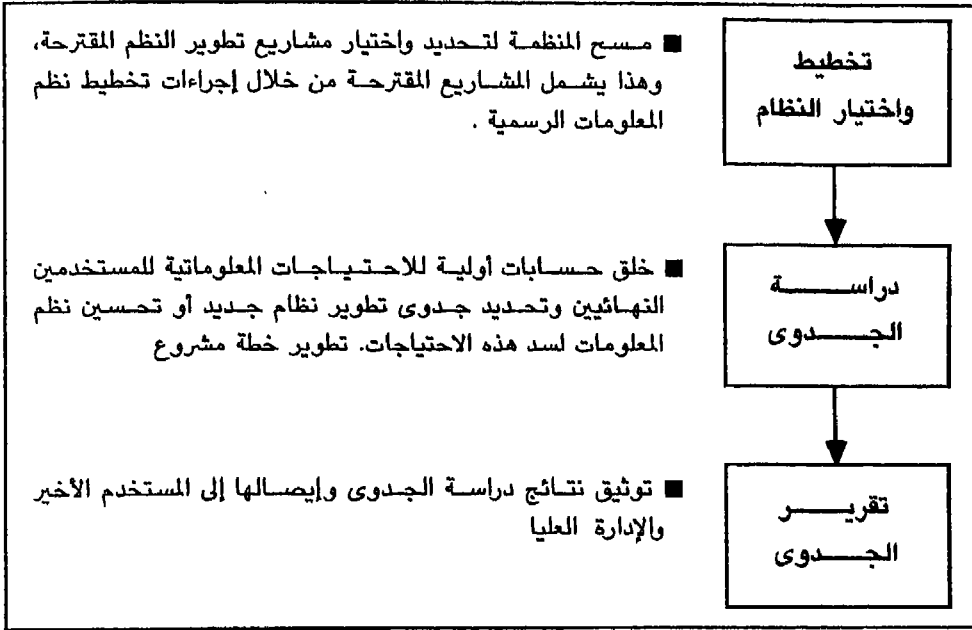 تخطيط
واختيار النظام
■ مسح المنظمة لتحديد واختيار مشاريع تطوير النظم المقترحة،
وهذا يشمل المشاريع المقترحة من خلال إجراءات تخطيط نظم
المعلومات الرسمية .
دراسة
الجدوى
■ خلق حسابات أولية للاحتياجات المعلوماتية للمستخدمين
النهائيين وتحديد جدوى تطوير نظام جديد أو تحسين نظم
المعلومات لسد هذه الاحتياجات. تطوير خطة مشروع
تقرير
الجدوى
■ توثيق نتائج دراسة الجدوى وإيصالها إلى المستخدم الأخير
والإدارة العليا